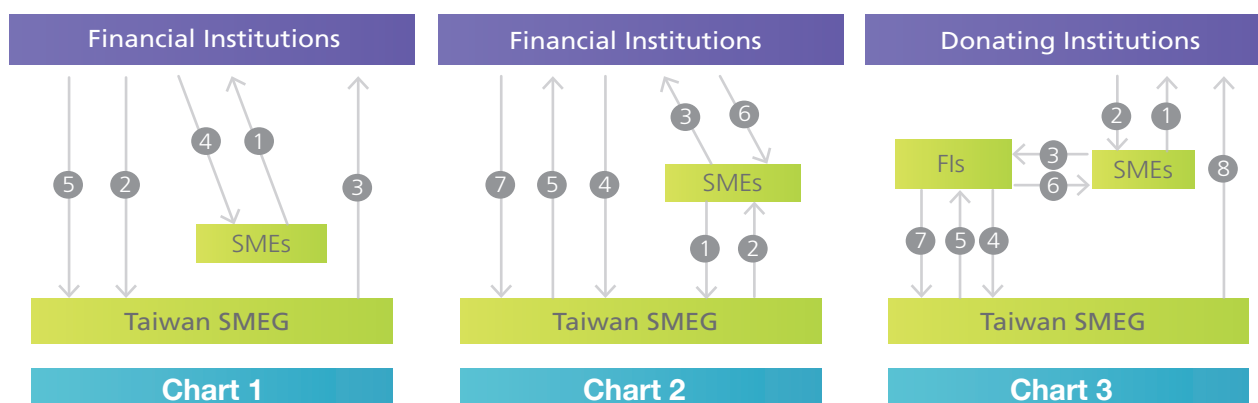 Financial Institutions
5
2
4
1
3
SMEs
Taiwan SMEG
Chart 1
Financial Institutions
7
5
4
3
6
SMEs
1
2
Taiwan SMEG
Chart 2
Donating Institutions
2
1
FIs
3
6
SMEs
8
7
5
4
Taiwan SMEG
Chart 3